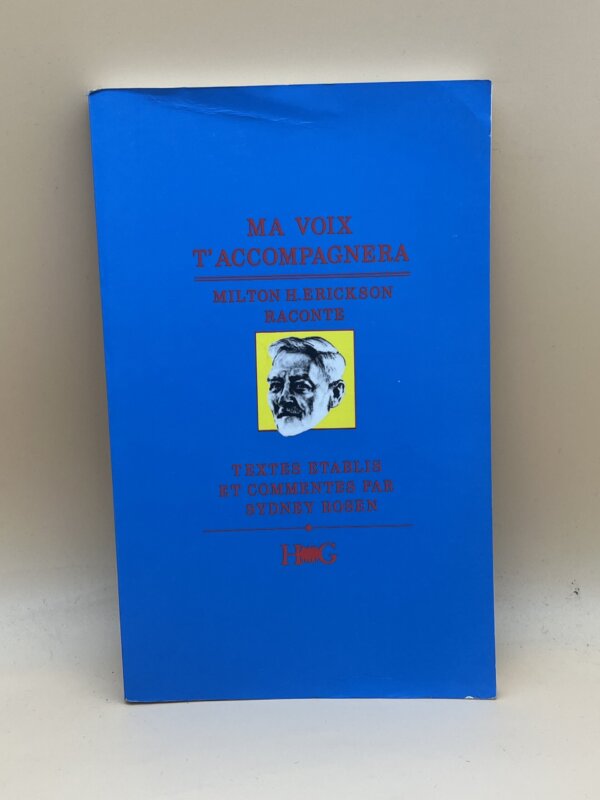 MA VOIX
T'ACCOMPAGNERA
MILTON H. ERICKSON
RACONTE
TEXTES ETABLIS
ET COMMENTES PAR
SYDNEY ROSEN
HG